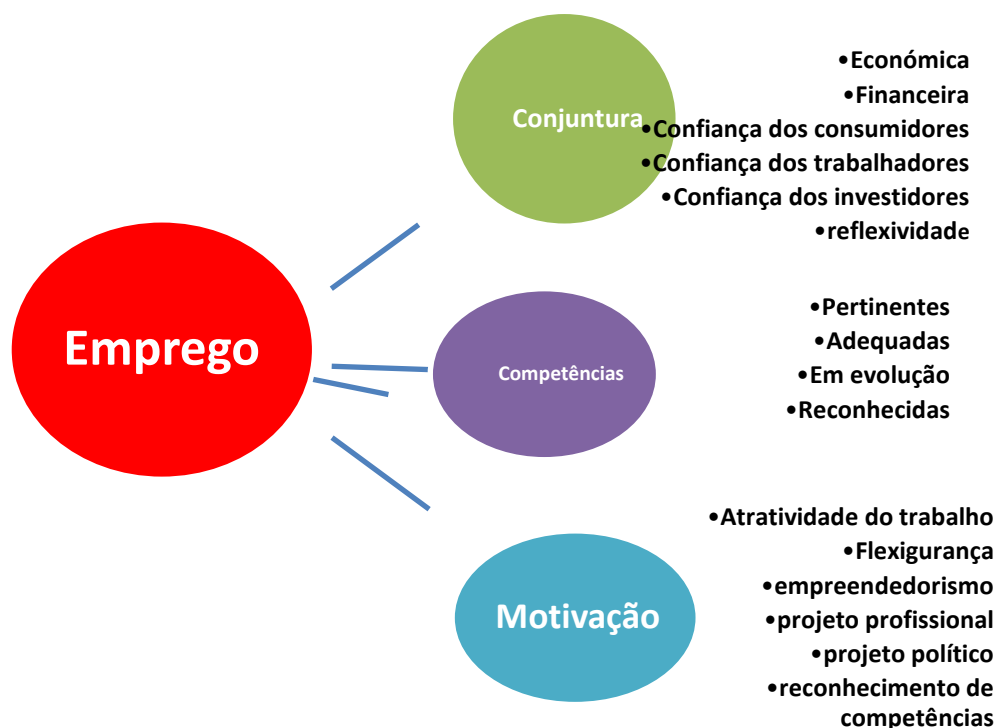 Emprego
Conjuntura
•Económica
•Financeira
•Confiança dos consumidores
•Confiança dos trabalhadores
•Confiança dos investidores
•reflexividade
Competências
•Pertinentes
•Adequadas
•Em evolução
•Reconhecidas
Motivação
•Atratividade do trabalho
•Flexigurança
•empreendedorismo
•projeto profissional
•projeto político
•reconhecimento de
competências